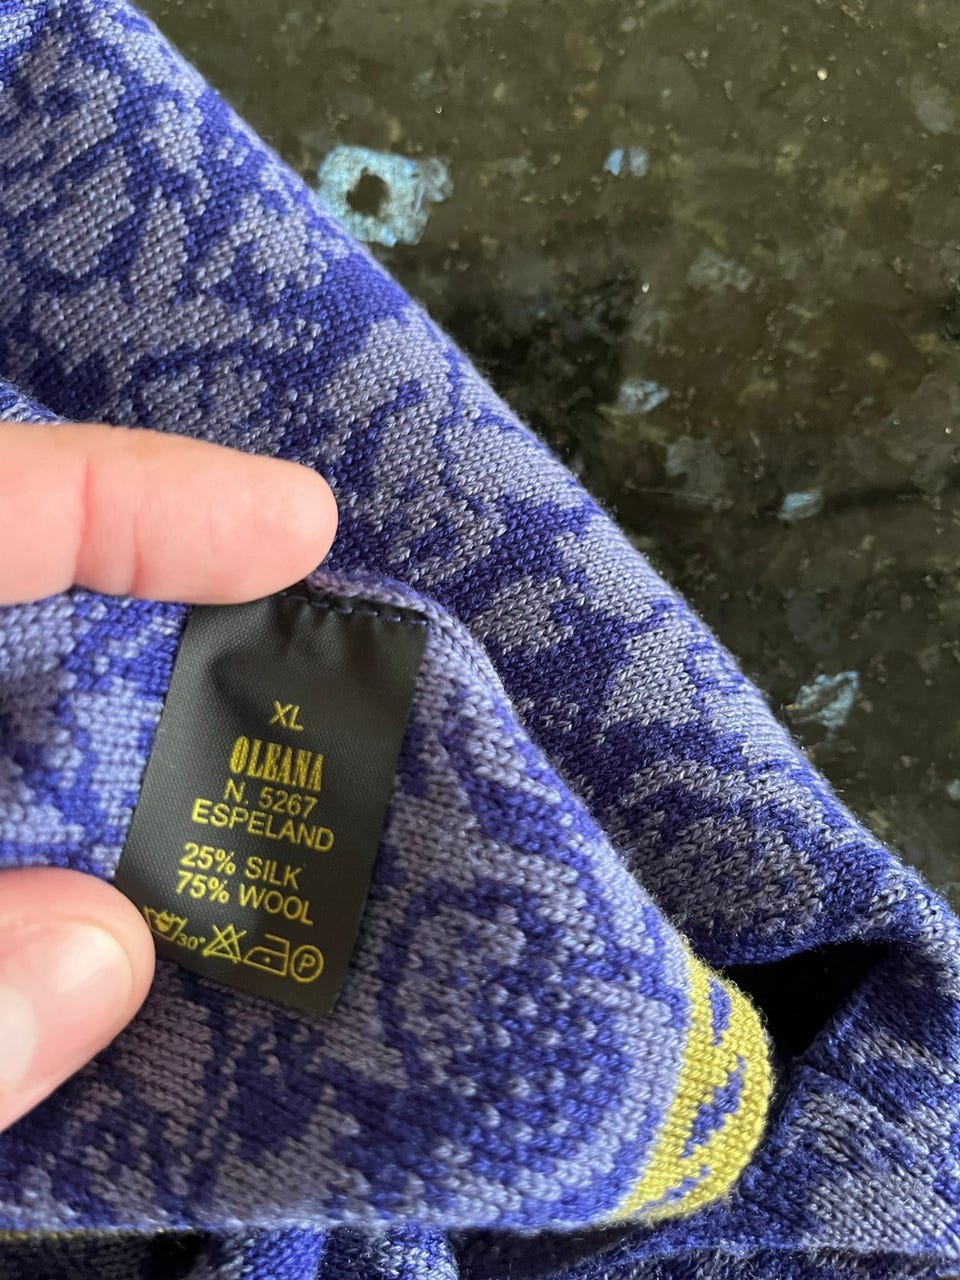 XL
OLEANA
N. 5267
ESPELAND
25% SILK
75% WOOL
30° P